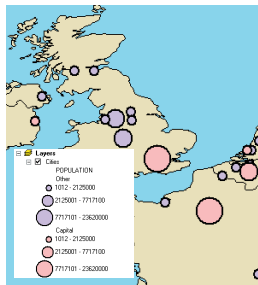 Layers
Cities
POPULATION
Other
1012 - 2125000
2125001 - 7717100
7717101 - 23620000
Capital
1012 - 2125000
2125001 - 7717100
7717101 - 23620000